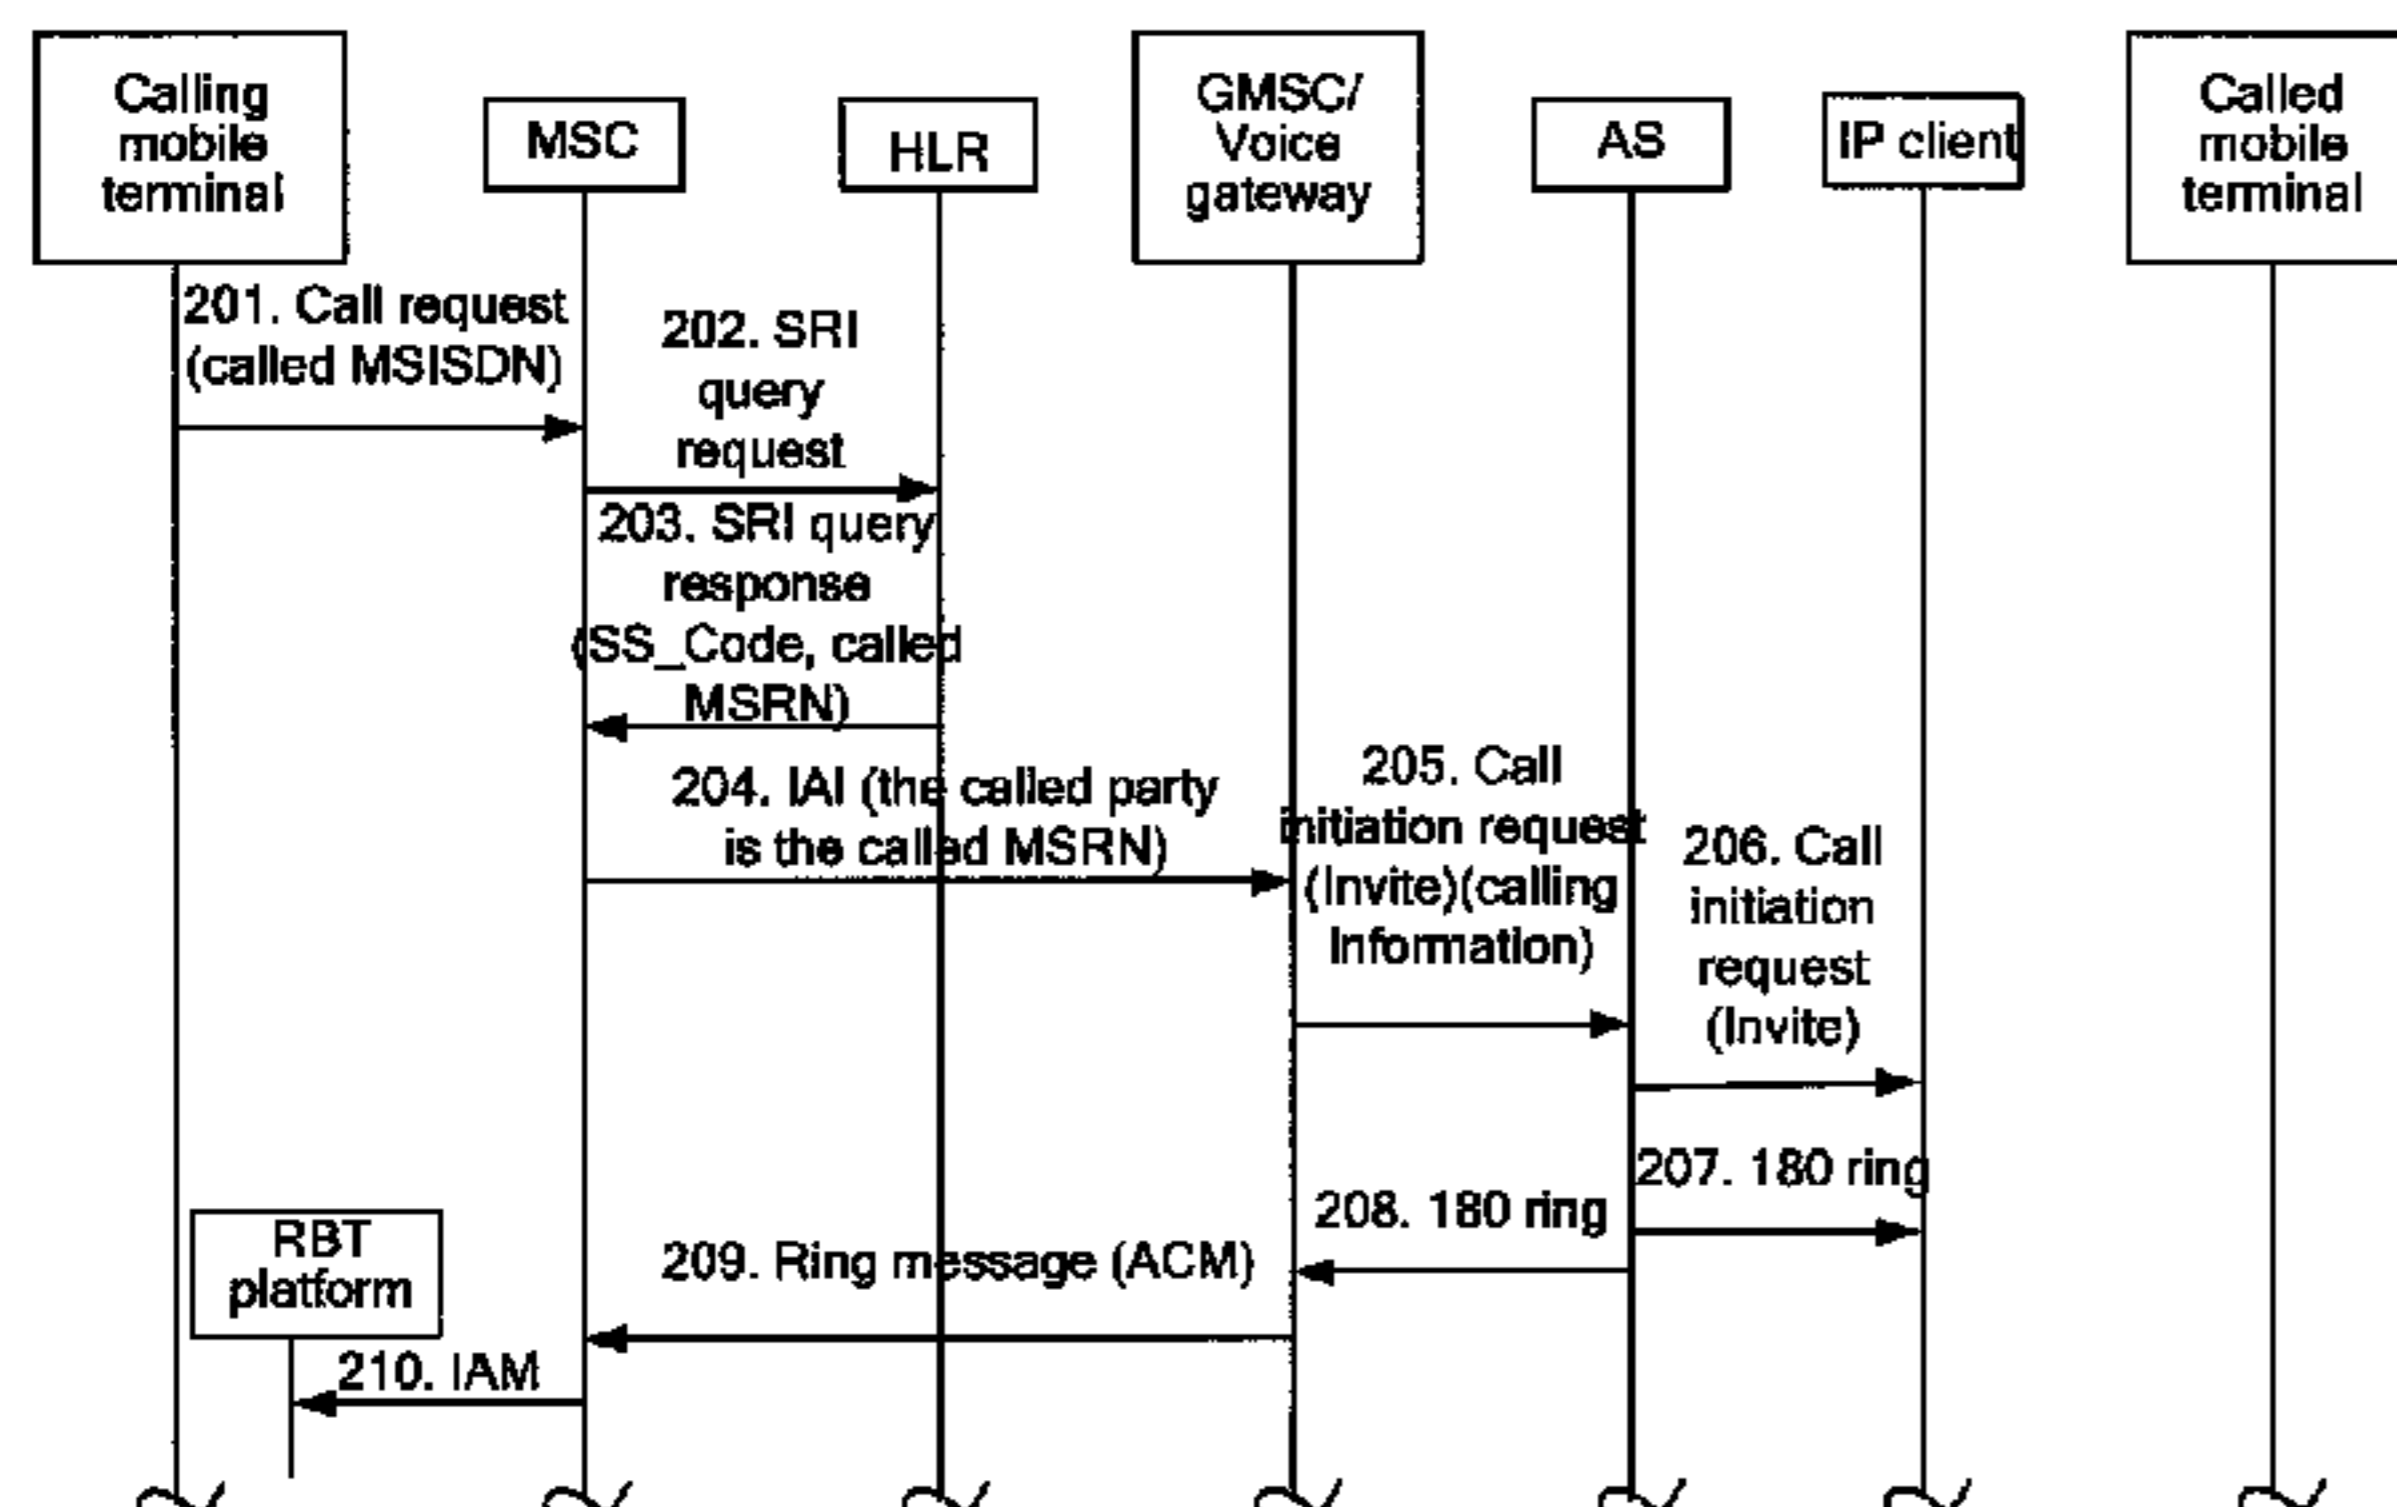 Calling
mobile
terminal
MSC
HLR
GMSC/
Voice
gateway
AS
IP client
Called
mobile
terminal
201. Call request
(called MSISDN)
202. SRI
query
request
203. SRI query
response
(SS_Code, called
MSRN)
204. IAI (the called party
is the called MSRN)
205. Call
initiation request
(Invite)(calling
Information)
206. Call
initiation
request
(Invite)
207. 180 ring
208. 180 ring
209. Ring message (ACM)
RBT
platform
210. IAM